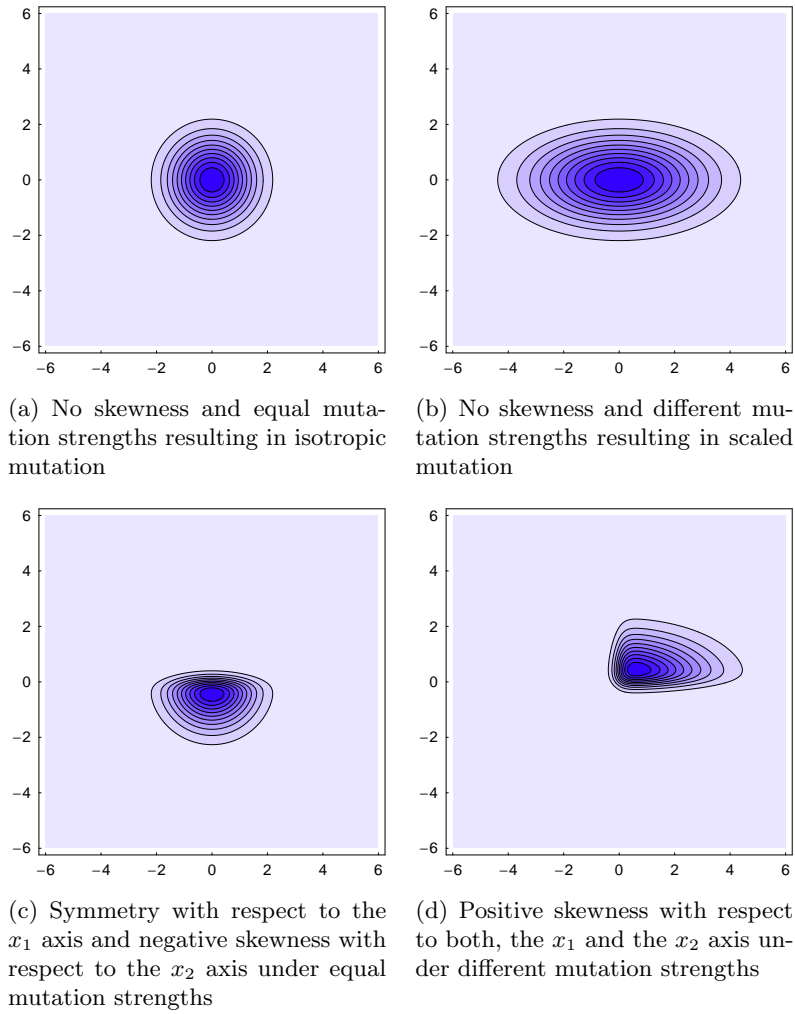 6
4
2
0
−2
−4
−6
−6 −4 −2 0 2 4 6
6
4
2
0
−2
−4
−6
−6 −4 −2 0 2 4 6
(a) No skewness and equal muta-
tion strengths resulting in isotropic
mutation
(b) No skewness and different mu-
tation strengths resulting in scaled
mutation
6
4
2
0
−2
−4
−6
−6 −4 −2 0 2 4 6
6
4
2
0
−2
−4
−6
−6 −4 −2 0 2 4 6
(c) Symmetry with respect to the
x₁ axis and negative skewness with
respect to the x₂ axis under equal
mutation strengths
(d) Positive skewness with respect
to both, the x₁ and the x₂ axis un-
der different mutation strengths